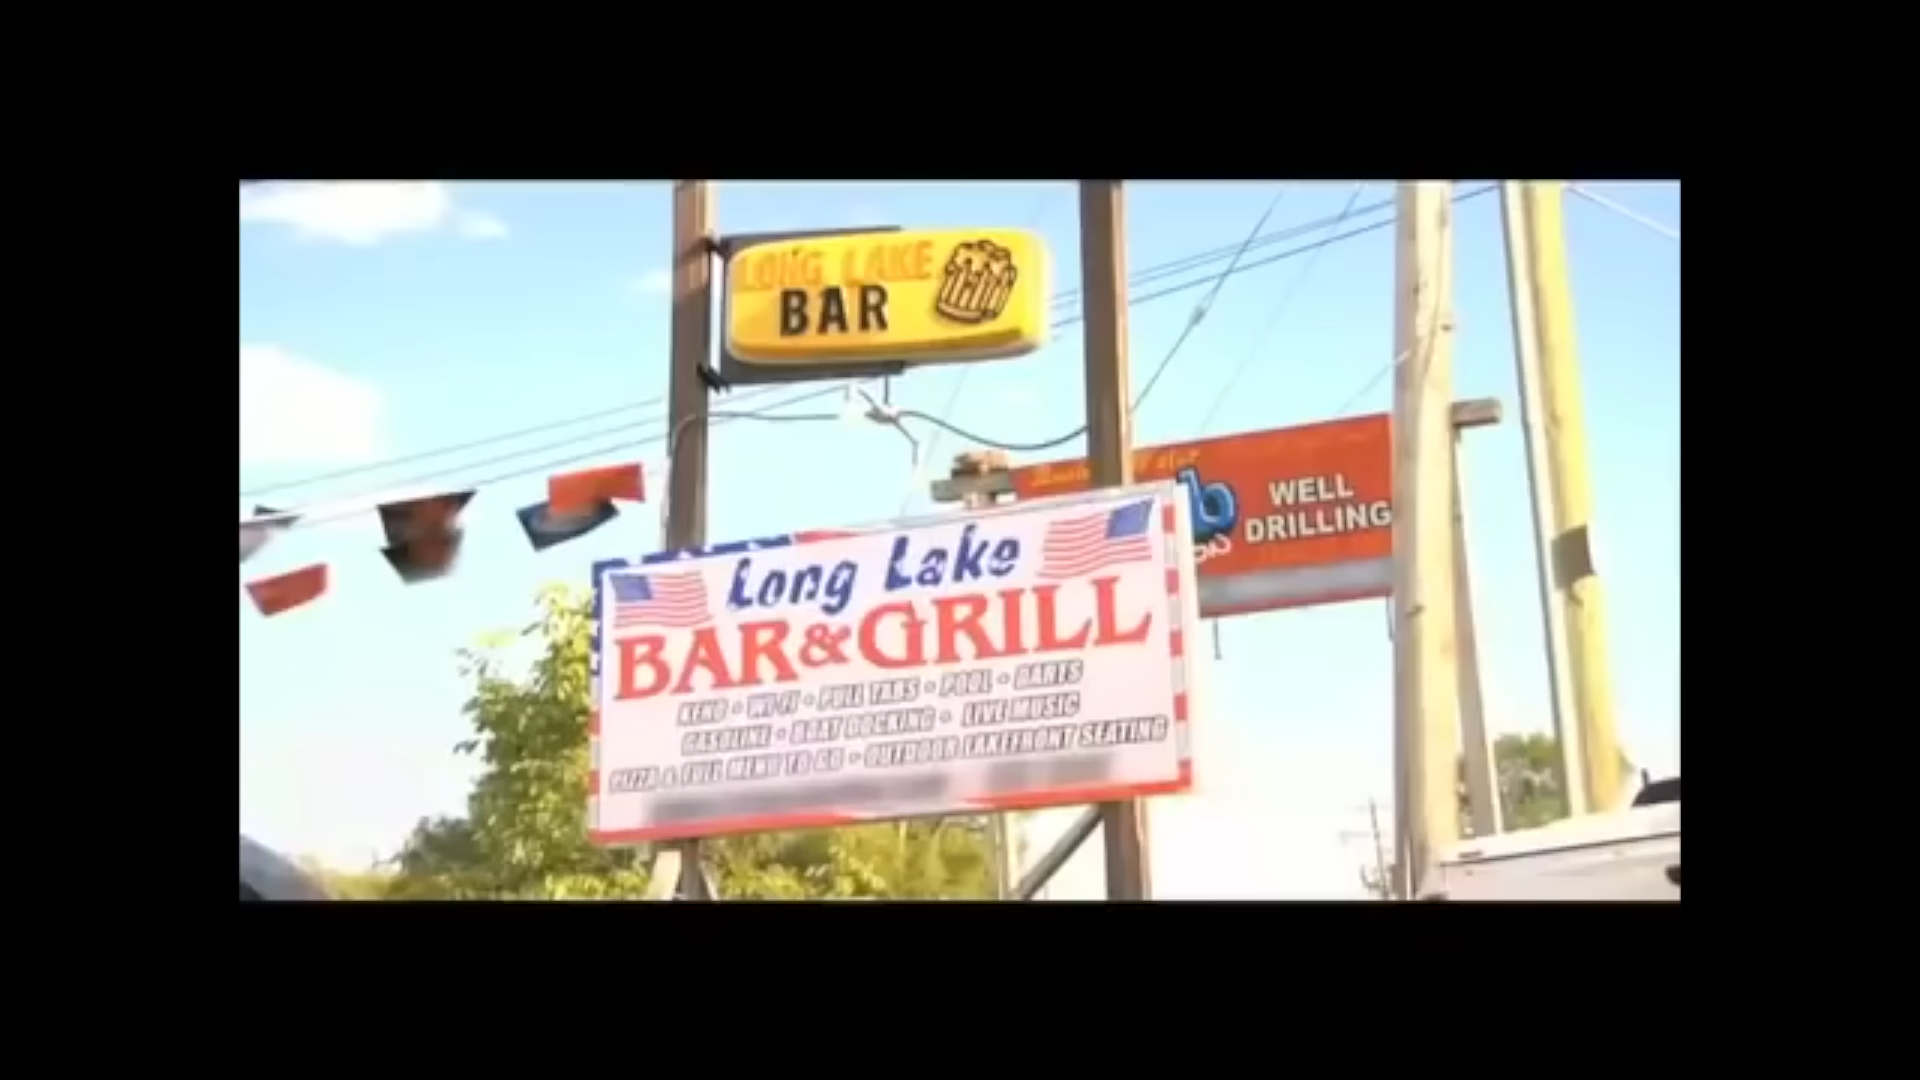 LONG LAKE
BAR
WELL
DRILLING
Long Lake
BAR & GRILL
KENO • WI-FI • PULL TABS • POOL • DARTS
GASOLINE • BOAT DOCKING • LIVE MUSIC
PIZZA & FULL MENU TO GO • OUTDOOR LAKEFRONT SEATING